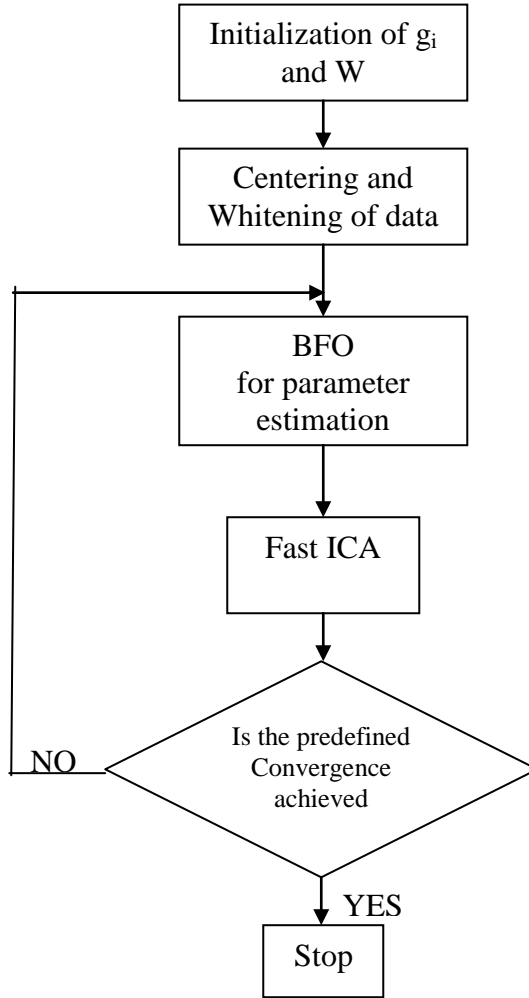 Initialization of gi
and W
Centering and
Whitening of data
BFO
for parameter
estimation
Fast ICA
Is the predefined
Convergence
achieved
NO
YES
Stop